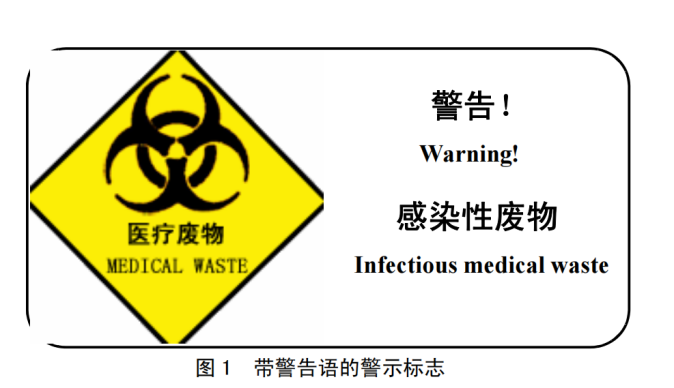 医疗废物
MEDICAL WASTE
警告！
Warning!
感染性废物
Infectious medical waste
图 1 带警告语的警示标志